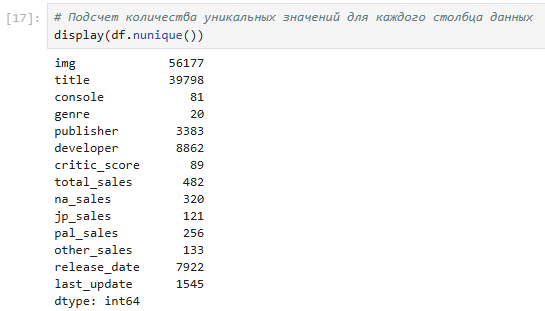 [17]: # Подсчет количества уникальных значений для каждого столбца данных
display(df.nunique())
img 56177
title 39798
console 81
genre 20
publisher 3383
developer 8862
critic_score 89
total_sales 482
na_sales 320
jp_sales 121
pal_sales 256
other_sales 133
release_date 7922
last_update 1545
dtype: int64